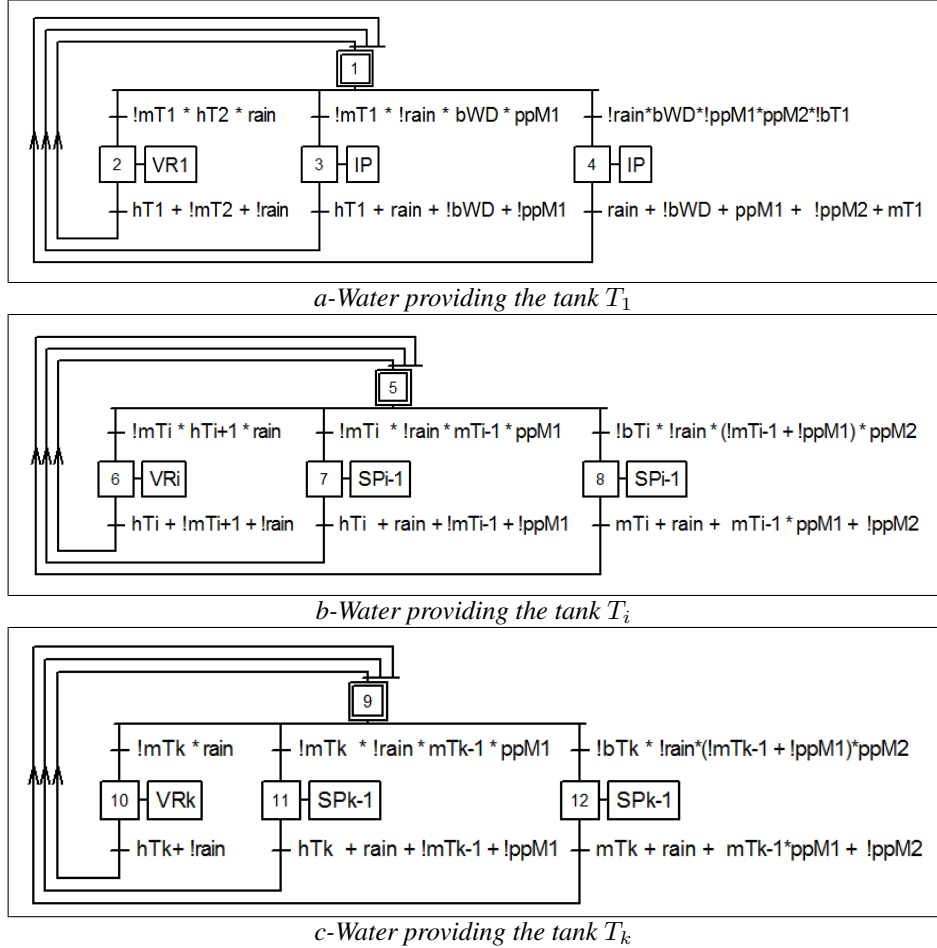 1
!mT1 * hT2 * rain !mT1 * !rain * bWD * ppM1 !rain*bWD*!ppM1*ppM2*!bT1
2 VR1 3 IP 4 IP
hT1 + !mT2 + !rain hT1 + rain + !bWD + !ppM1 rain + !bWD + ppM1 + !ppM2 + mT1
a-Water providing the tank T₁
5
!mTi * hTi+1 * rain !mTi * !rain * mTi-1 * ppM1 !bTi * !rain * (!mTi-1 + !ppM1) * ppM2
6 VRi 7 SPi-1 8 SPi-1
hTi + !mTi+1 + !rain hTi + rain + !mTi-1 + !ppM1 mTi + rain + mTi-1 * ppM1 + !ppM2
b-Water providing the tank Tᵢ
9
!mTk * rain !mTk * !rain * mTk-1 * ppM1 !bTk * !rain*(!mTk-1 + !ppM1)*ppM2
10 VRk 11 SPk-1 12 SPk-1
hTk+ !rain hTk + rain + !mTk-1 + !ppM1 mTk + rain + mTk-1*ppM1 + !ppM2
c-Water providing the tank Tₖ